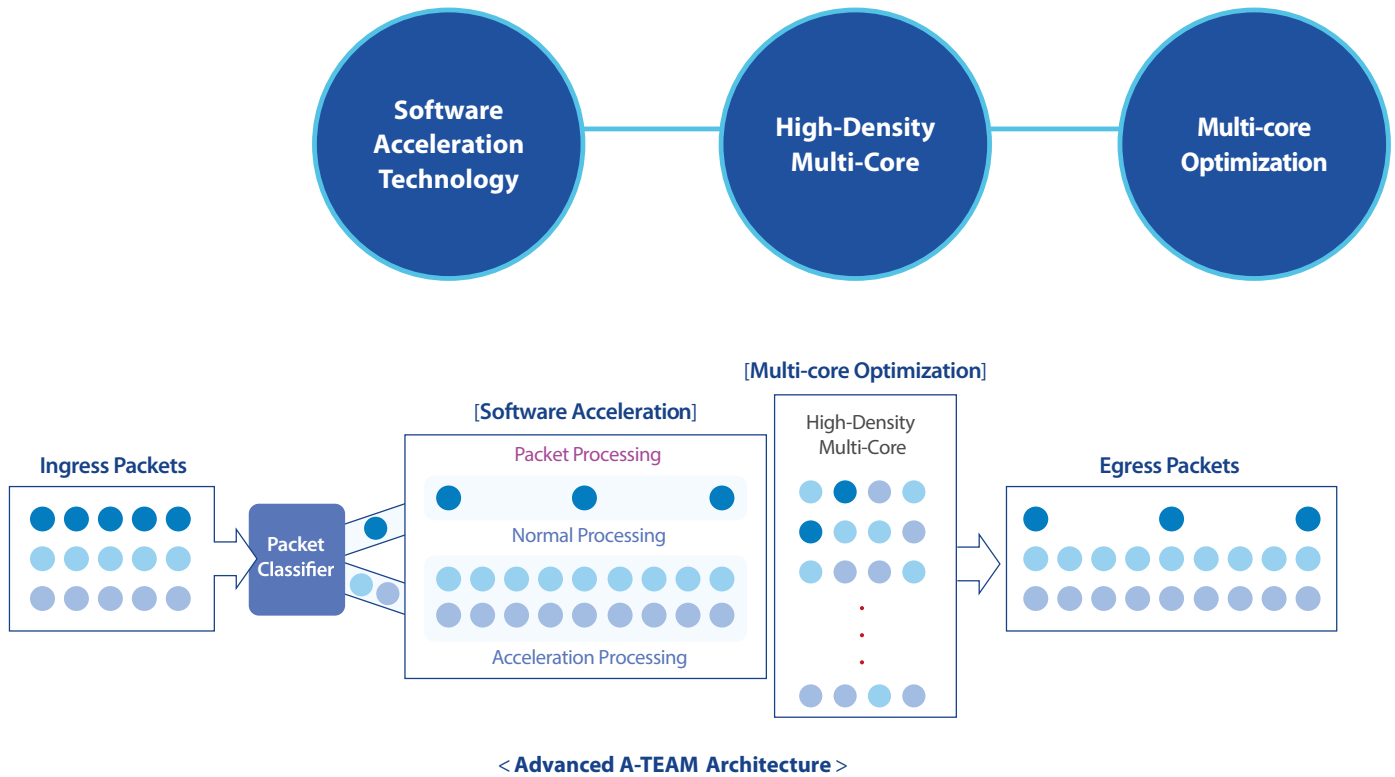 Software
Acceleration
Technology
High-Density
Multi-Core
Multi-core
Optimization
[Multi-core Optimization]
[Software Acceleration]
High-Density
Multi-Core
Packet Processing
Ingress Packets
Egress Packets
Normal Processing
Packet
Classifier
Acceleration Processing
< Advanced A-TEAM Architecture >